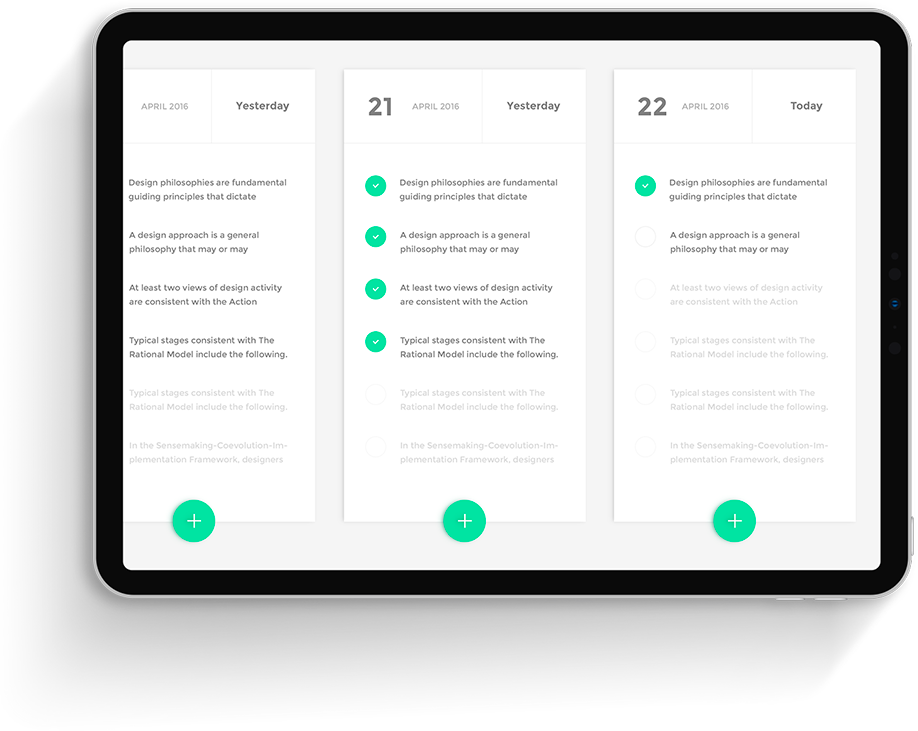 APRIL 2016 Yesterday
Design philosophies are fundamental
guiding principles that dictate
A design approach is a general
philosophy that may or may
At least two views of design activity
are consistent with the Action
Typical stages consistent with The
Rational Model include the following.
Typical stages consistent with The
Rational Model include the following.
In the Sensemaking-Coevolution-Im-
plementation Framework, designers
+
21 APRIL 2016 Yesterday
Design philosophies are fundamental
guiding principles that dictate
A design approach is a general
philosophy that may or may
At least two views of design activity
are consistent with the Action
Typical stages consistent with The
Rational Model include the following.
Typical stages consistent with The
Rational Model include the following.
In the Sensemaking-Coevolution-Im-
plementation Framework, designers
+
22 APRIL 2016 Today
Design philosophies are fundamental
guiding principles that dictate
A design approach is a general
philosophy that may or may
At least two views of design activity
are consistent with the Action
Typical stages consistent with The
Rational Model include the following.
Typical stages consistent with The
Rational Model include the following.
In the Sensemaking-Coevolution-Im-
plementation Framework, designers
+